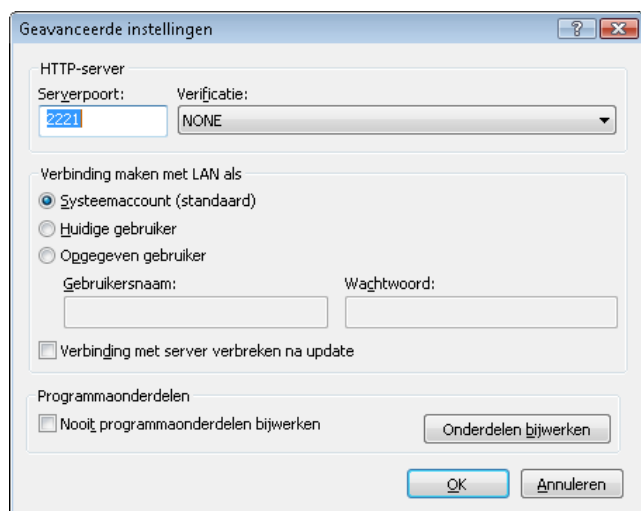 Geavanceerde instellingen
HTTP-server
Serverpoort: Verificatie:
2221 NONE
Verbinding maken met LAN als
Systeemaccount (standaard)
Huidige gebruiker
Opgegeven gebruiker
Gebruikersnaam: Wachtwoord:
Verbinding met server verbreken na update
Programmaonderdelen
Nooit programmaonderdelen bijwerken
Onderdelen bijwerken
OK Annuleren